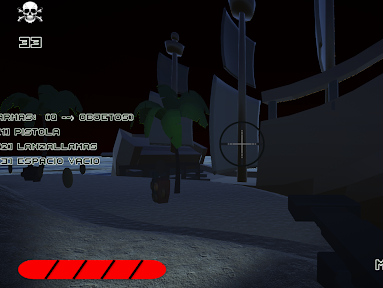 33
ARMAS: (0 --> OBJETOS)
1) PISTOLA
2) LANZALLAMAS
3) ESPACIO VACIO
M